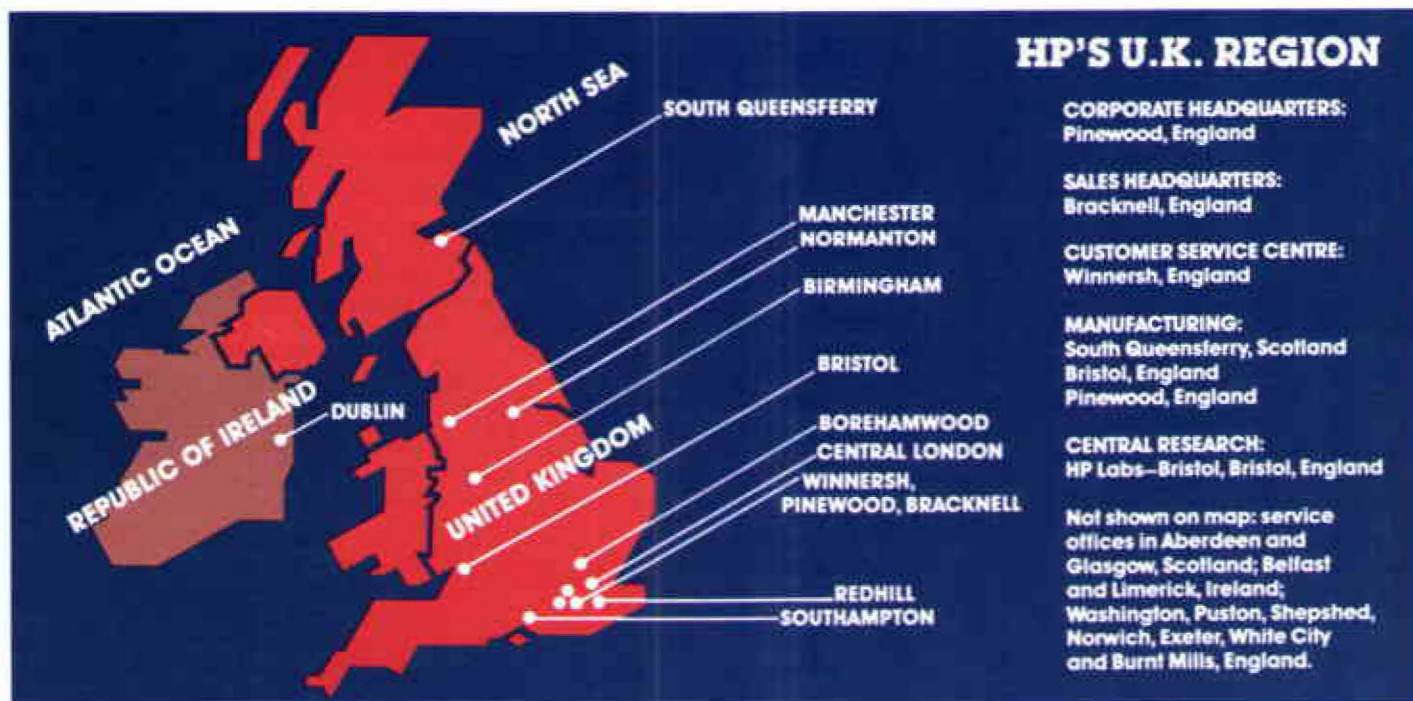 HP'S U.K. REGION
NORTH SEA
SOUTH QUEENSFERRY
MANCHESTER
NORMANTON
ATLANTIC OCEAN
BIRMINGHAM
BRISTOL
REPUBLIC OF IRELAND
DUBLIN
UNITED KINGDOM
BOREHAMWOOD
CENTRAL LONDON
WINNERSH,
PINEWOOD, BRACKNELL
REDHILL
SOUTHAMPTON
CORPORATE HEADQUARTERS:
Pinewood, England
SALES HEADQUARTERS:
Bracknell, England
CUSTOMER SERVICE CENTRE:
Winnersh, England
MANUFACTURING:
South Queensferry, Scotland
Bristol, England
Pinewood, England
CENTRAL RESEARCH:
HP Labs—Bristol, Bristol, England
Not shown on map: service
offices in Aberdeen and
Glasgow, Scotland; Belfast
and Limerick, Ireland;
Washington, Puston, Shepshed,
Norwich, Exeter, White City
and Burnt Mills, England.